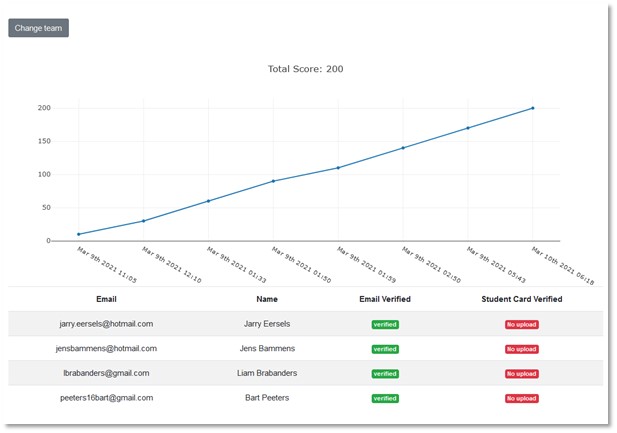 Change team
Total Score: 200
200
150
100
50
0
Mar 9th 2021 11:05
Mar 9th 2021 12:10
Mar 9th 2021 01:33
Mar 9th 2021 01:50
Mar 9th 2021 01:59
Mar 9th 2021 02:50
Mar 9th 2021 05:43
Mar 10th 2021 06:18
Email Name Email Verified Student Card Verified
jarry.eersels@hotmail.com Jarry Eersels verified No upload
jensbammens@hotmail.com Jens Bammens verified No upload
lbrabanders@gmail.com Liam Brabanders verified No upload
peeters16bart@gmail.com Bart Peeters verified No upload